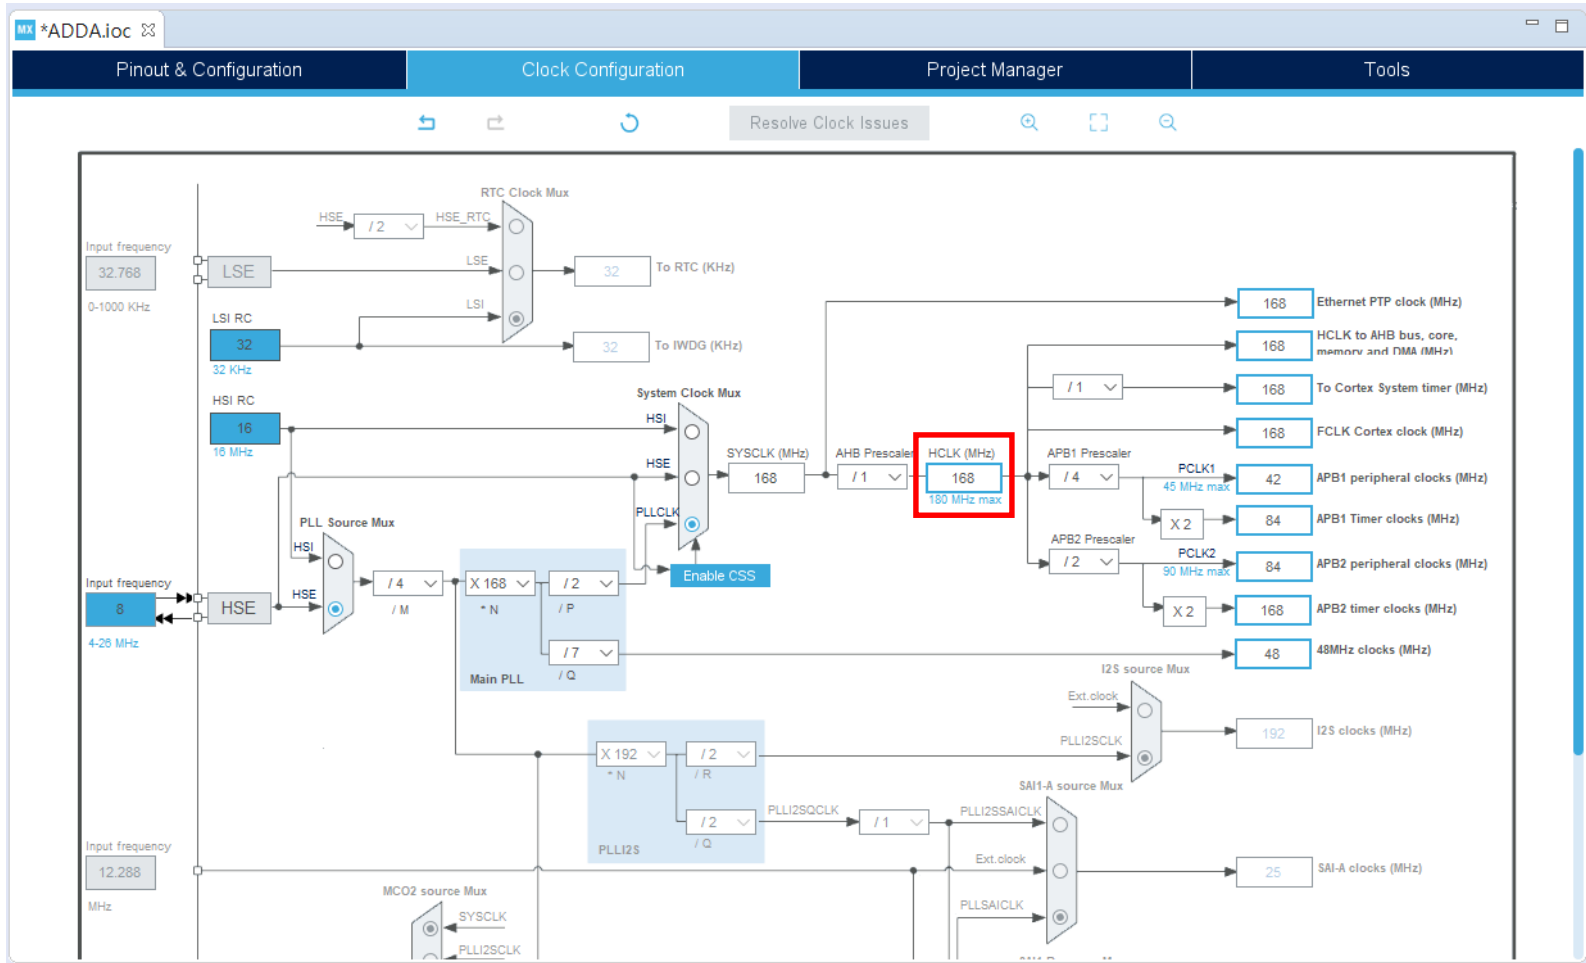 MX *ADDA.ioc
Pinout & Configuration
Clock Configuration
Project Manager
Tools
Resolve Clock Issues
RTC Clock Mux
HSE
/ 2
HSE_RTC
Input frequency
32.768
0-1000 KHz
LSE
LSE
32
To RTC (KHz)
LSI
LSI RC
32
32 KHz
32
To IWDG (KHz)
HSI RC
16
16 MHz
System Clock Mux
HSI
HSE
PLLCLK
Enable CSS
SYSCLK (MHz)
168
AHB Prescaler
/ 1
HCLK (MHz)
168
180 MHz max
168
Ethernet PTP clock (MHz)
168
HCLK to AHB bus, core,
memory and DMA (MHz)
/ 1
168
To Cortex System timer (MHz)
168
FCLK Cortex clock (MHz)
APB1 Prescaler
/ 4
PCLK1
45 MHz max
42
APB1 peripheral clocks (MHz)
X 2
84
APB1 Timer clocks (MHz)
APB2 Prescaler
/ 2
PCLK2
90 MHz max
84
APB2 peripheral clocks (MHz)
X 2
168
APB2 timer clocks (MHz)
48
48MHz clocks (MHz)
PLL Source Mux
HSI
HSE
Input frequency
8
4-26 MHz
HSE
/ 4
/ M
X 168
* N
/ 2
/ P
/ 7
/ Q
Main PLL
I2S source Mux
Ext.clock
PLLI2SCLK
192
I2S clocks (MHz)
X 192
* N
/ 2
/ R
/ 2
/ Q
PLLI2S
PLLI2SQCLK
/ 1
SAI1-A source Mux
PLLI2SSAICLK
Ext.clock
PLLSAICLK
25
SAI-A clocks (MHz)
Input frequency
12.288
MHz
MCO2 source Mux
SYSCLK
PLLI2SCLK